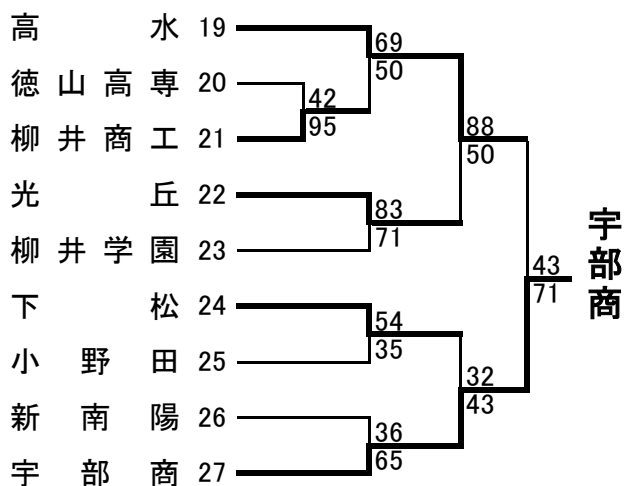 高水 19
徳山高専 20
柳井商工 21
光丘 22
柳井学園 23
下松 24
小野田 25
新南陽 26
宇部商 27
42
95
69
50
83
71
54
35
36
65
88
50
32
43
43
71
宇部商